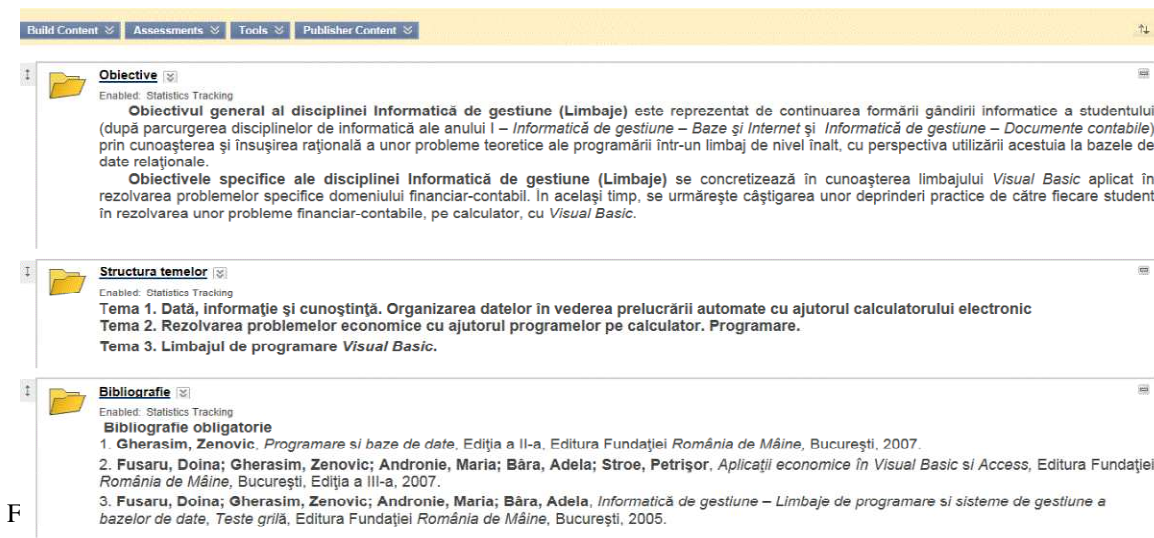 Build Content Assessments Tools Publisher Content
Obiective
Enabled: Statistics Tracking
Obiectivul general al disciplinei Informatică de gestiune (Limbaje) este reprezentat de continuarea formării gândirii informatice a studentului
(după parcurgerea disciplinelor de informatică ale anului I – Informatică de gestiune – Baze şi Internet şi Informatică de gestiune – Documente contabile)
prin cunoaşterea şi însuşirea raţională a unor probleme teoretice ale programării într-un limbaj de nivel înalt, cu perspectiva utilizării acestuia la bazele de
date relaţionale.
Obiectivele specifice ale disciplinei Informatică de gestiune (Limbaje) se concretizează în cunoaşterea limbajului Visual Basic aplicat în
rezolvarea problemelor specifice domeniului financiar-contabil. În acelaşi timp, se urmăreşte câştigarea unor deprinderi practice de către fiecare student
în rezolvarea unor probleme financiar-contabile, pe calculator, cu Visual Basic.
Structura temelor
Enabled: Statistics Tracking
Tema 1. Dată, informaţie şi cunoştinţă. Organizarea datelor în vederea prelucrării automate cu ajutorul calculatorului electronic
Tema 2. Rezolvarea problemelor economice cu ajutorul programelor pe calculator. Programare.
Tema 3. Limbajul de programare Visual Basic.
Bibliografie
Enabled: Statistics Tracking
Bibliografie obligatorie
1. Gherasim, Zenovic, Programare si baze de date, Ediţia a II-a, Editura Fundaţiei România de Mâine, Bucureşti, 2007.
2. Fusaru, Doina; Gherasim, Zenovic; Andronie, Maria; Bâra, Adela; Stroe, Petrişor, Aplicaţii economice în Visual Basic si Access, Editura Fundaţiei
România de Mâine, Bucureşti, Ediţia a III-a, 2007.
3. Fusaru, Doina; Gherasim, Zenovic; Andronie, Maria; Bâra, Adela, Informatică de gestiune – Limbaje de programare si sisteme de gestiune a
F bazelor de date, Teste grilă, Editura Fundaţiei România de Mâine, Bucureşti, 2005.